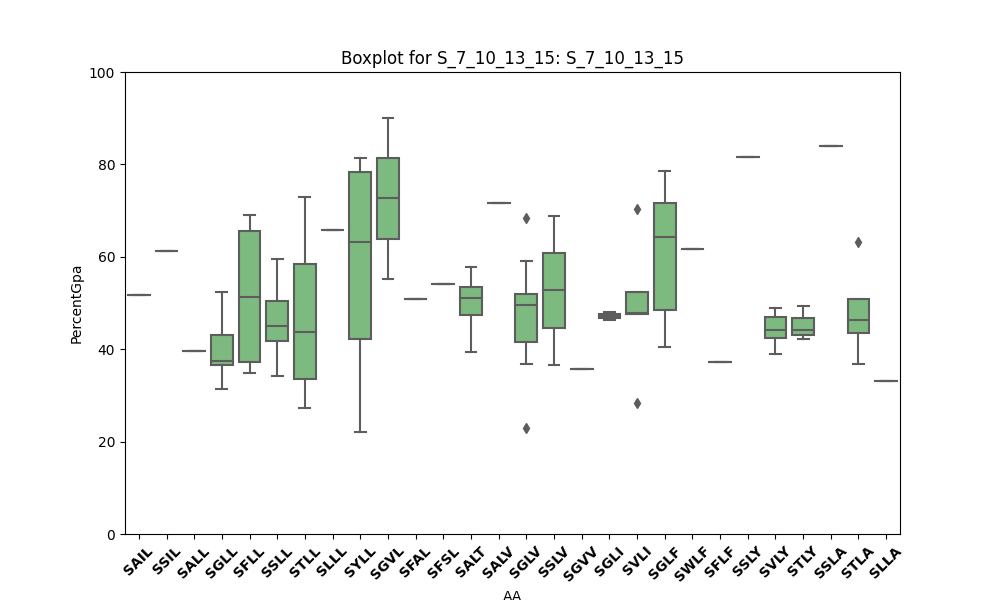 Boxplot for S_7_10_13_15: S_7_10_13_15
PercentGpa
100
80
60
40
20
0
SAIL SSIL SALL SGLL SFLL SSLL STLL SLLL SYLL SGVL SFAL SFSL SALT SALV SGLV SSLV SGVV SGLI SVLI SGLF SWLF SFLF SSLY SVLY STLY SSLA STLA SLLA
AA